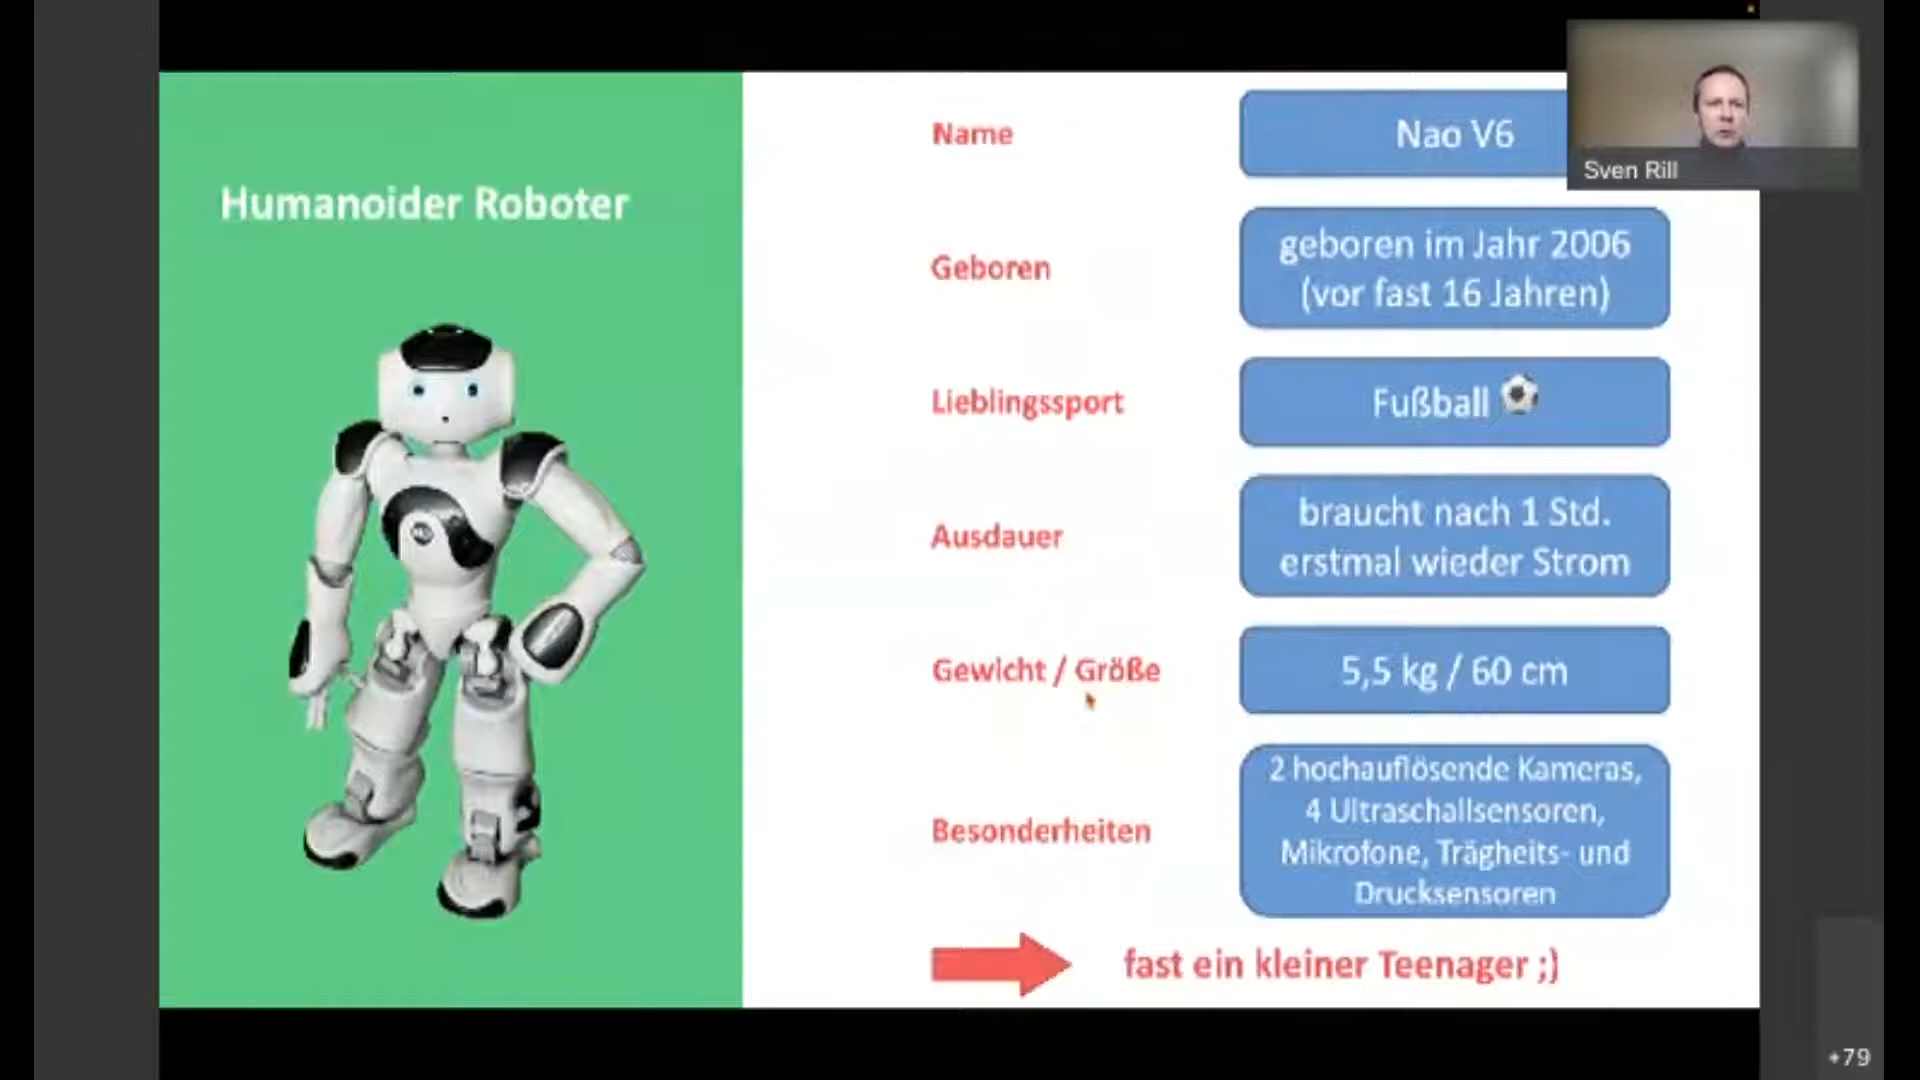 Humanoider Roboter
Name
Nao V6
Sven Rill
Geboren
geboren im Jahr 2006
(vor fast 16 Jahren)
Lieblingssport
Fußball
Ausdauer
braucht nach 1 Std.
erstmal wieder Strom
Gewicht / Größe
5,5 kg / 60 cm
Besonderheiten
2 hochauflösende Kameras,
4 Ultraschallsensoren,
Mikrofone, Trägheits- und
Drucksensoren
fast ein kleiner Teenager ;)
+79